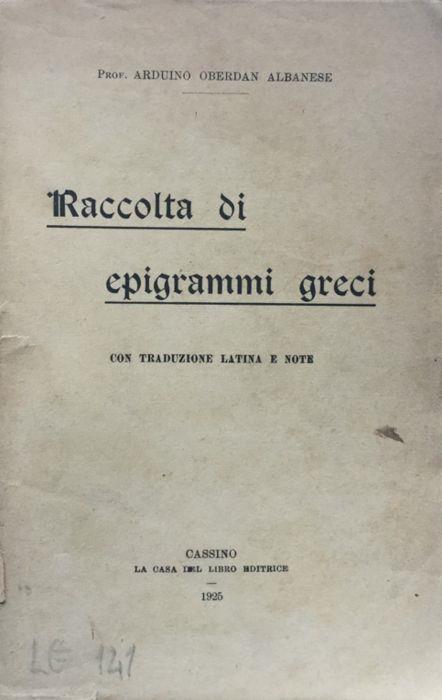 Prof. ARDUINO OBERDAN ALBANESE
Raccolta di
epigrammi greci
CON TRADUZIONE LATINA E NOTE
CASSINO
LA CASA DEL LIBRO EDITRICE
1925
LG 141